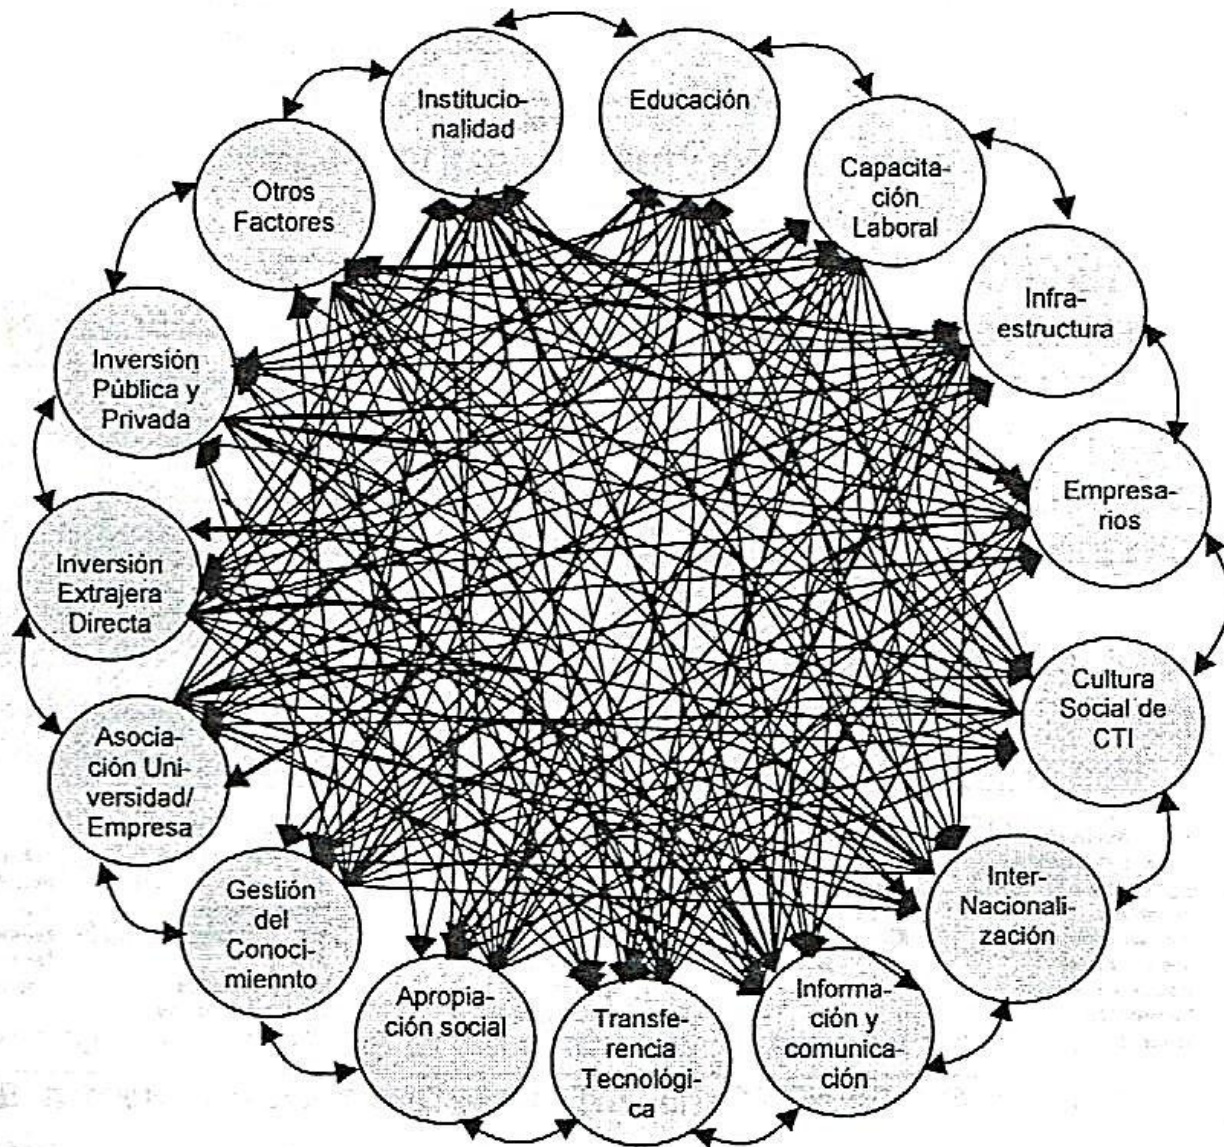 Institucio-
nalidad
Educación
Capacita-
ción
Laboral
Infra-
estructura
Empresa-
rios
Cultura
Social de
CTI
Inter-
Nacionali-
zación
Informa-
ción y
comunica-
ción
Transfe-
rencia
Tecnológi-
ca
Apropia-
ción social
Gestión
del
Conoci-
miennto
Asocia-
ción Uni-
versidad/
Empresa
Inversión
Extrajera
Directa
Inversión
Pública y
Privada
Otros
Factores